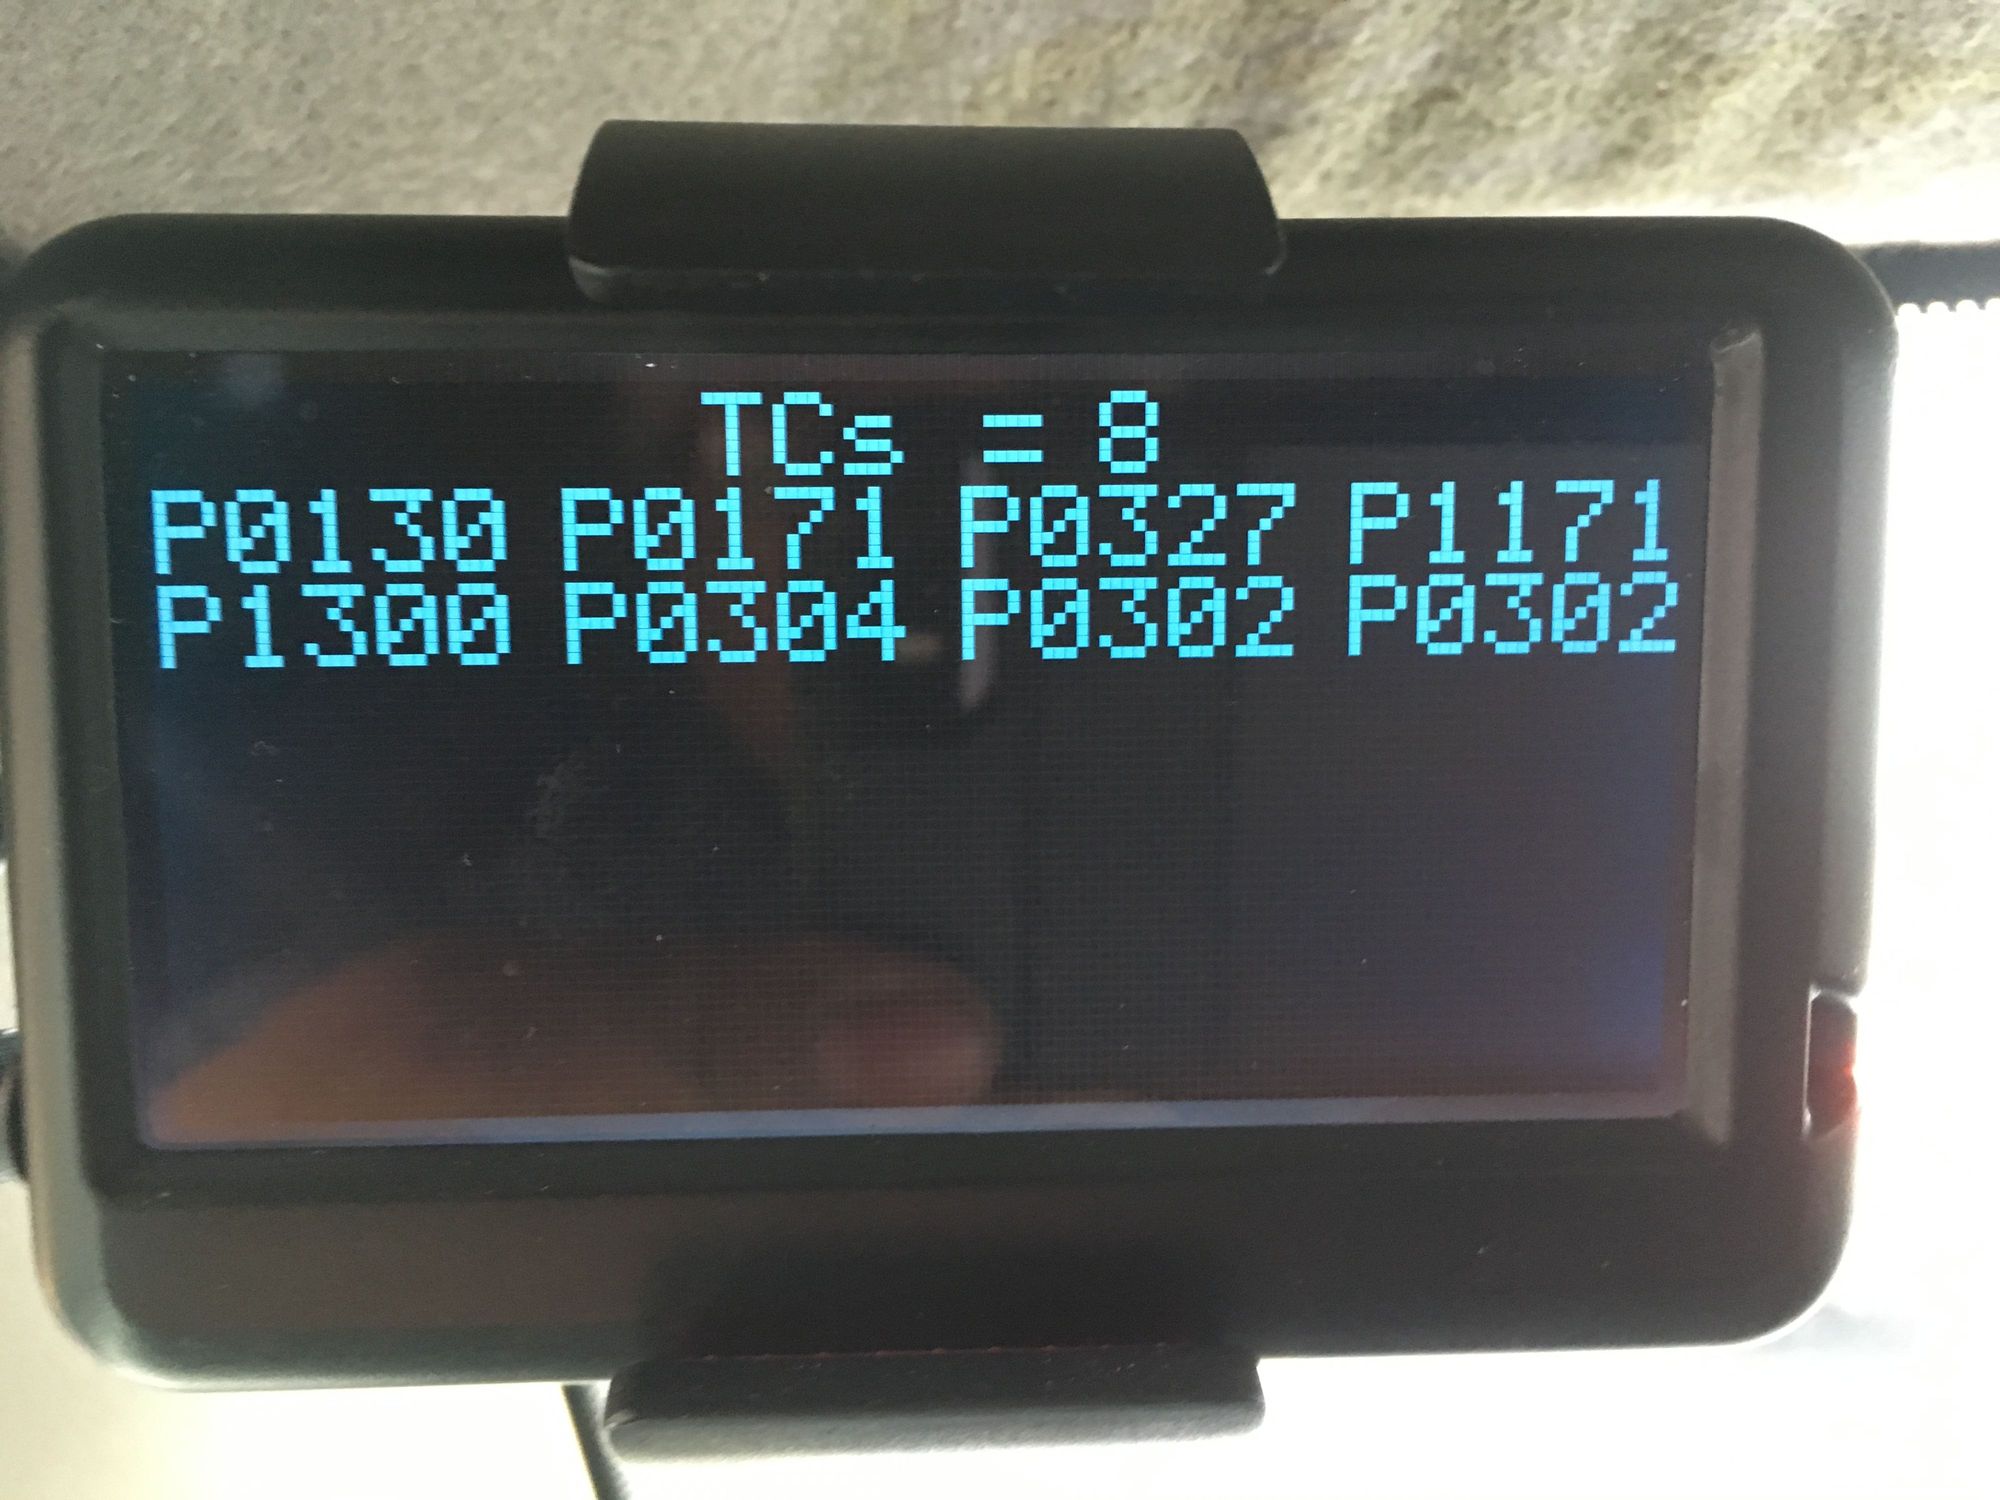 TCs = 8
P0130 P0171 P0327 P1171
P1300 P0304 P0302 P0302